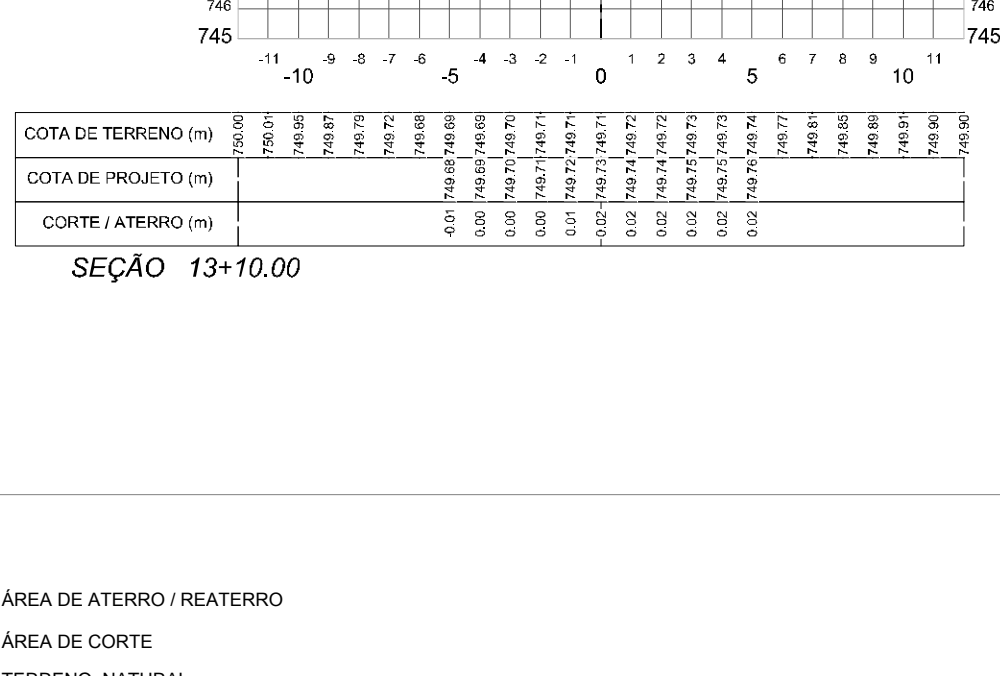 746 746
745 745
-11 -9 -8 -7 -6 -4 -3 -2 -1 1 2 3 4 6 7 8 9 11
-10 -5 0 5 10
COTA DE TERRENO (m) 750.00 750.01 749.95 749.87 749.79 749.72 749.68 749.69 749.69 749.70 749.71 749.71 749.71 749.72 749.72 749.73 749.73 749.74 749.77 749.81 749.85 749.89 749.91 749.90 749.90
COTA DE PROJETO (m) 749.68 749.69 749.70 749.71 749.72 749.73 749.74 749.74 749.75 749.75 749.76
CORTE / ATERRO (m) -0.01 0.00 0.00 0.00 0.01 0.02 0.02 0.02 0.02 0.02 0.02
SEÇÃO 13+10.00
ÁREA DE ATERRO / REATERRO
ÁREA DE CORTE
TERRENO NATURAL